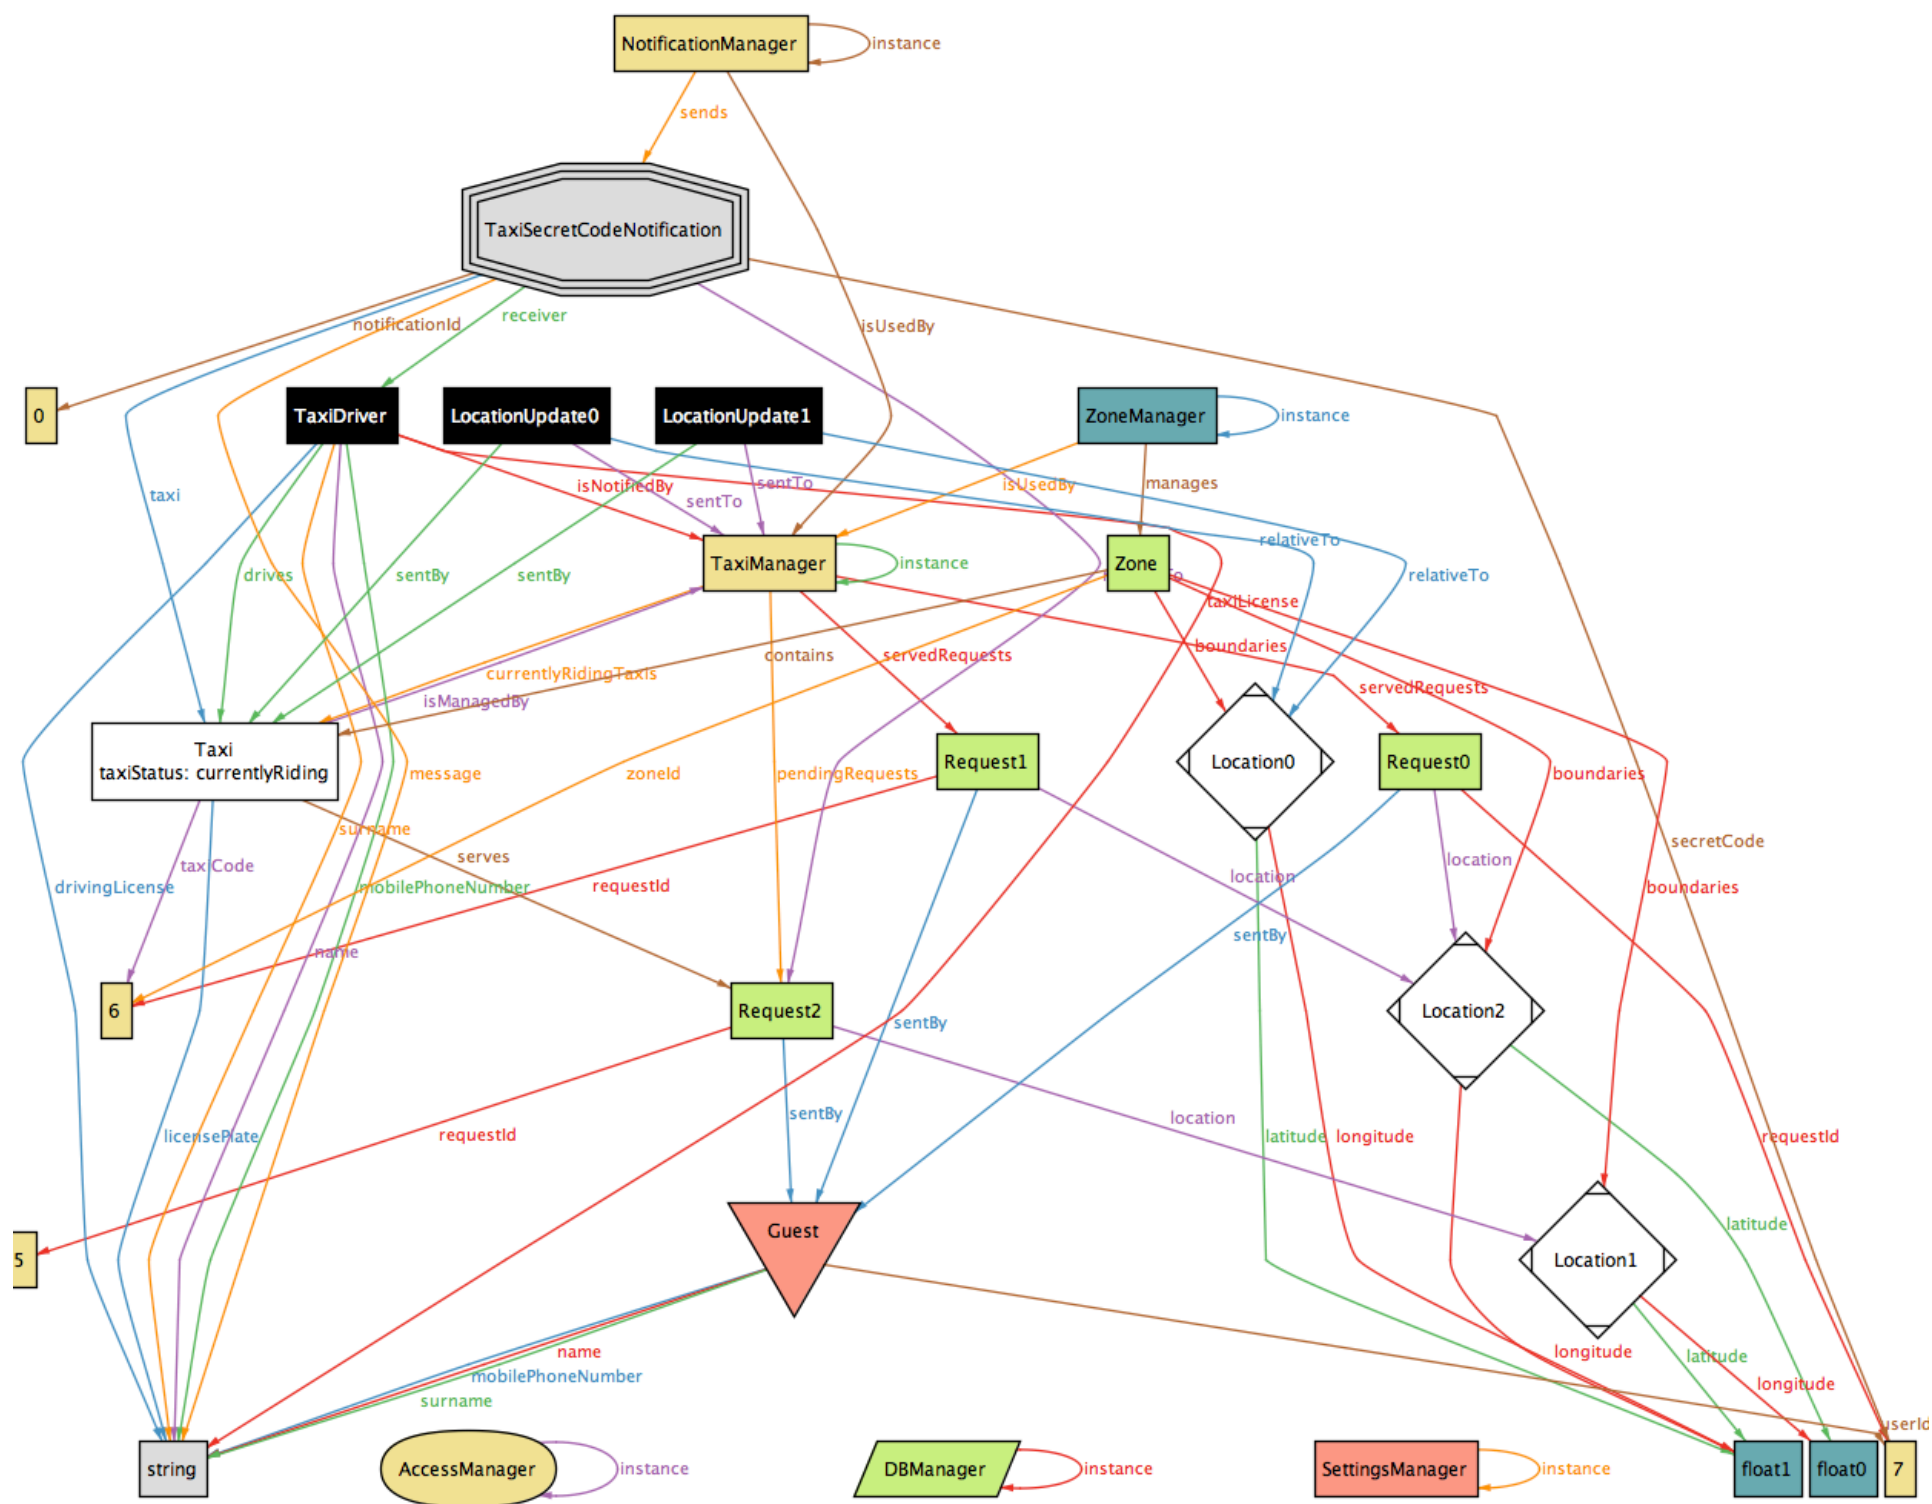 NotificationManager
instance
sends
TaxiSecretCodeNotification
receiver
notificationId
isUsedBy
0
TaxiDriver
LocationUpdate0
LocationUpdate1
ZoneManager
instance
taxi
isNotifiedBy
sentTo
sentTo
isUsedBy
manages
relativeTo
TaxiManager
instance
Zone
drives
sentBy
sentBy
relativeTo
taxiLicense
contains
servedRequests
boundaries
currentlyRidingTaxis
isManagedBy
servedRequests
Taxi
taxiStatus: currentlyRiding
message
zoneId
pendingRequests
Request1
Location0
Request0
boundaries
surname
secretCode
serves
taxiCode
location
location
drivingLicense
mobilePhoneNumber
requestId
boundaries
sentBy
name
6
Request2
sentBy
Location2
sentBy
location
licensePlate
requestId
latitude
longitude
requestId
latitude
Guest
5
Location1
name
longitude
latitude
mobilePhoneNumber
longitude
surname
userId
string
AccessManager
instance
DBManager
instance
SettingsManager
instance
float1
float0
7